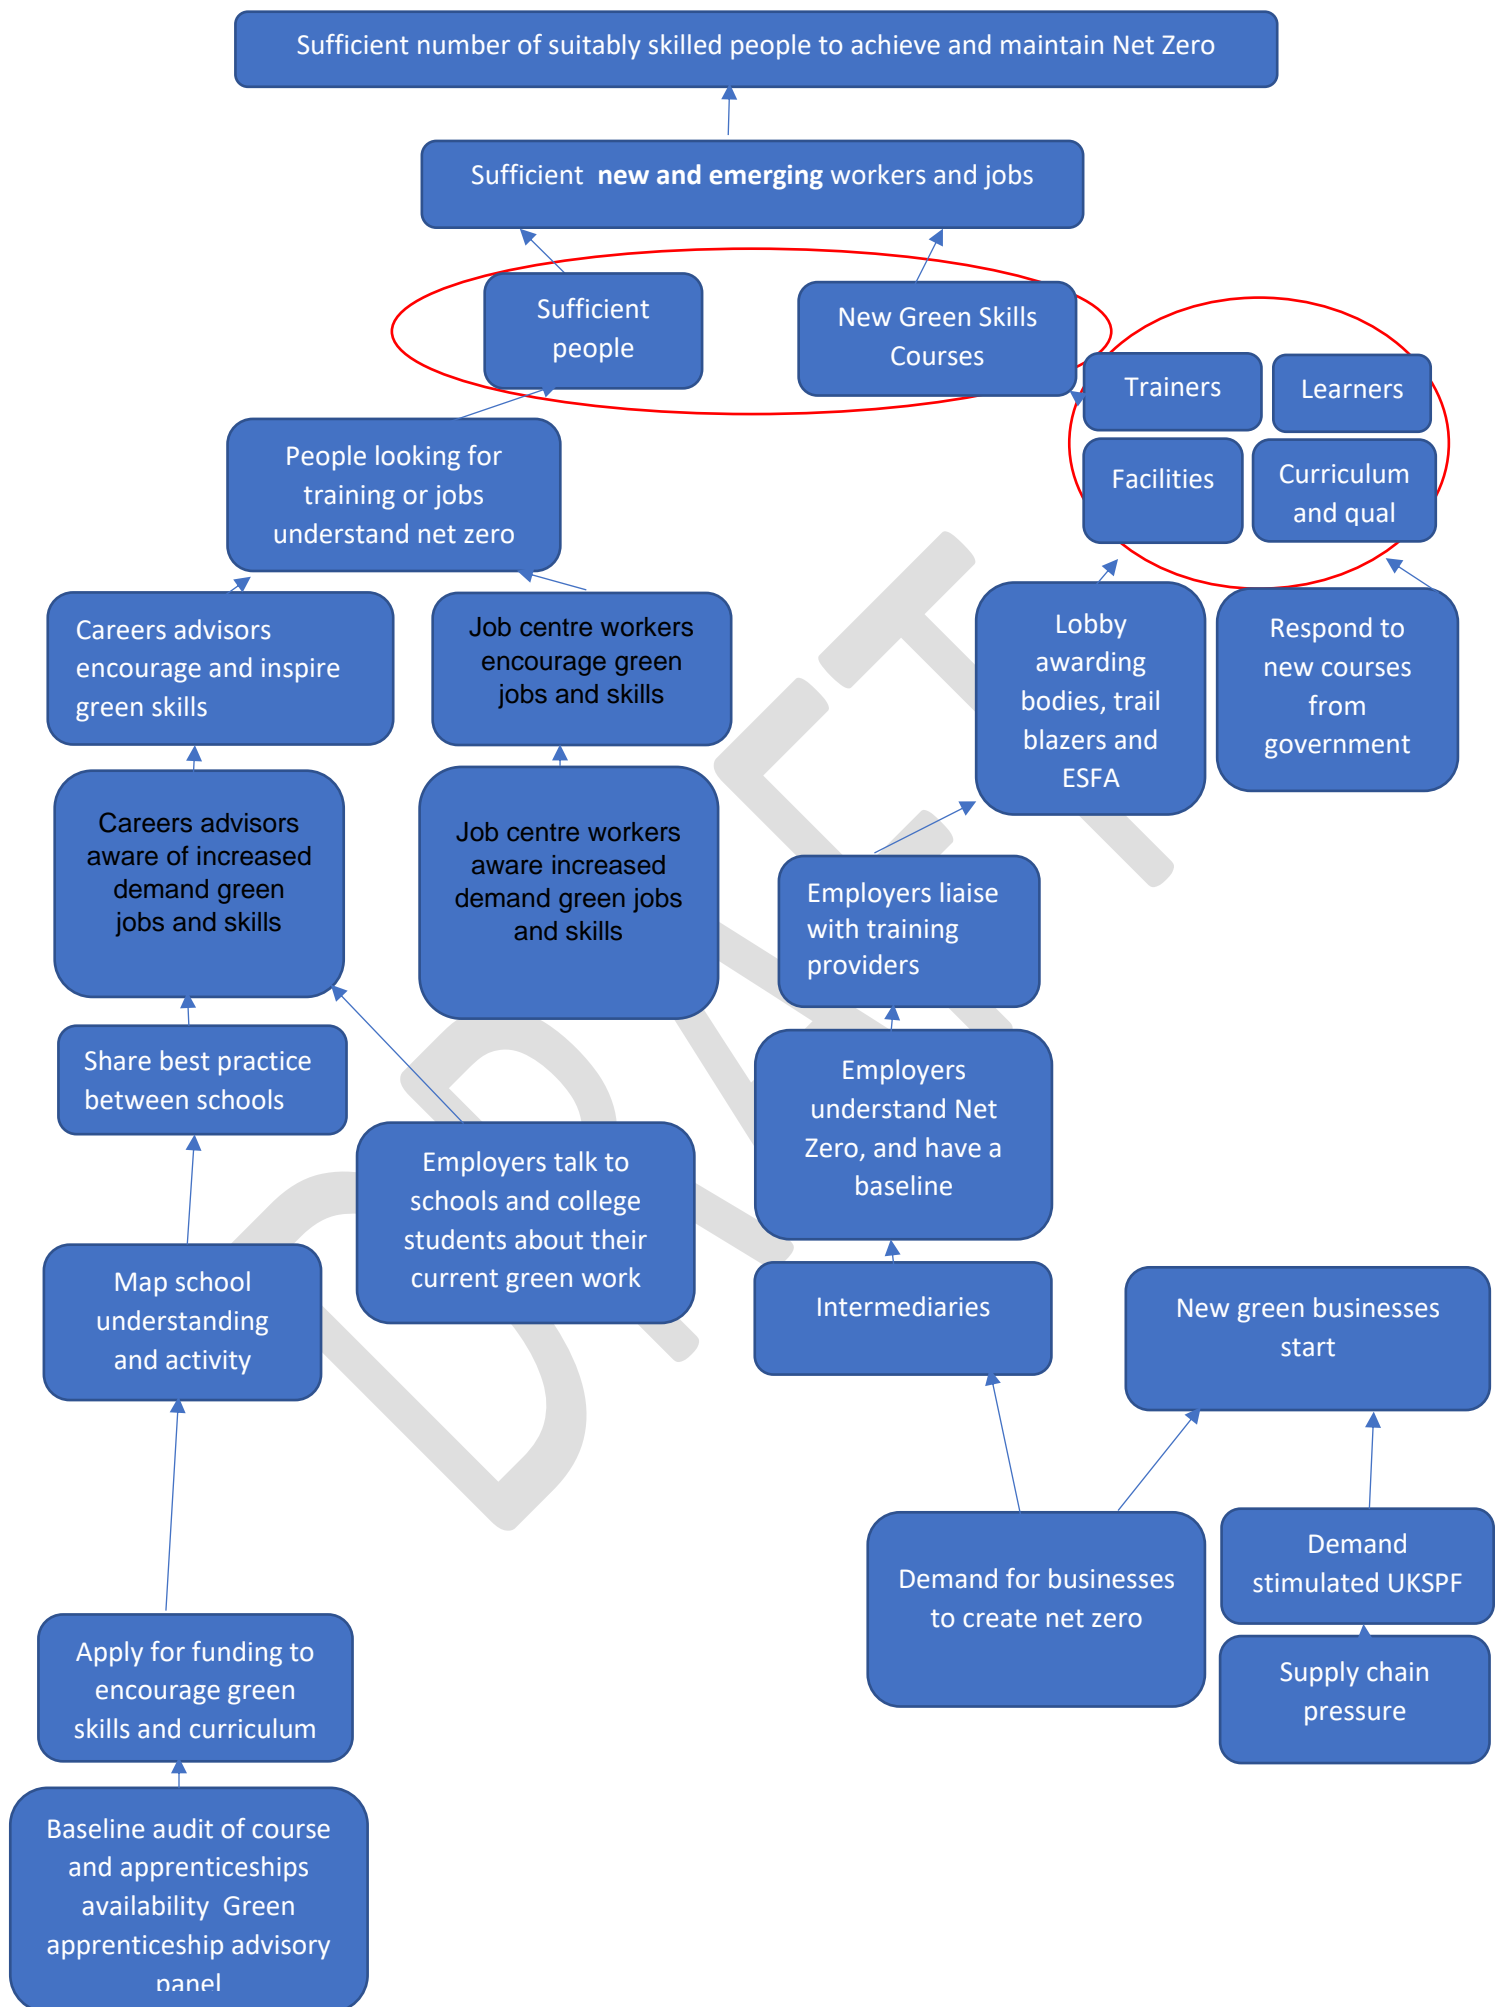 Sufficient number of suitably skilled people to achieve and maintain Net Zero
Sufficient new and emerging workers and jobs
Sufficient
people
New Green Skills
Courses
Trainers
Learners
Facilities
Curriculum
and qual
People looking for
training or jobs
understand net zero
Careers advisors
encourage and inspire
green skills
Job centre workers
encourage green
jobs and skills
Lobby
awarding
bodies, trail
blazers and
ESFA
Respond to
new courses
from
government
Careers advisors
aware of increased
demand green
jobs and skills
Job centre workers
aware increased
demand green jobs
and skills
Employers liaise
with training
providers
Share best practice
between schools
Employers talk to
schools and college
students about their
current green work
Employers
understand Net
Zero, and have a
baseline
Map school
understanding
and activity
Intermediaries
New green businesses
start
Demand for businesses
to create net zero
Demand
stimulated UKSPF
Supply chain
pressure
Apply for funding to
encourage green
skills and curriculum
Baseline audit of course
and apprenticeships
availability Green
apprenticeship advisory
panel
DRAFT